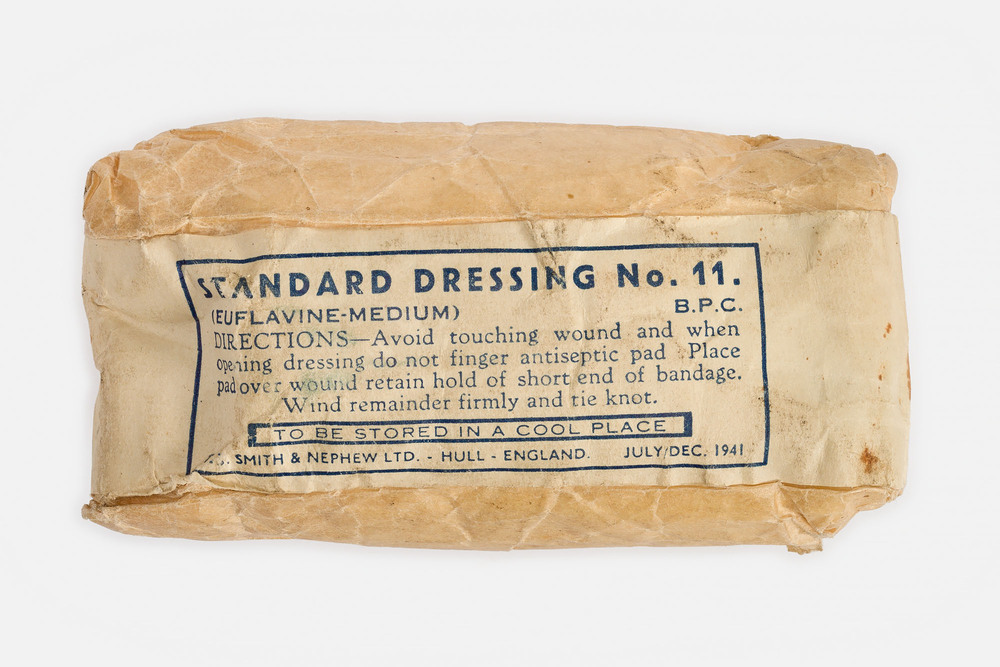 STANDARD DRESSING No. 11.
(EUFLAVINE-MEDIUM) B.P.C.
DIRECTIONS—Avoid touching wound and when
opening dressing do not finger antiseptic pad. Place
pad over wound retain hold of short end of bandage.
Wind remainder firmly and tie knot.
TO BE STORED IN A COOL PLACE
SMITH & NEPHEW LTD. - HULL - ENGLAND. JULY/DEC. 1941